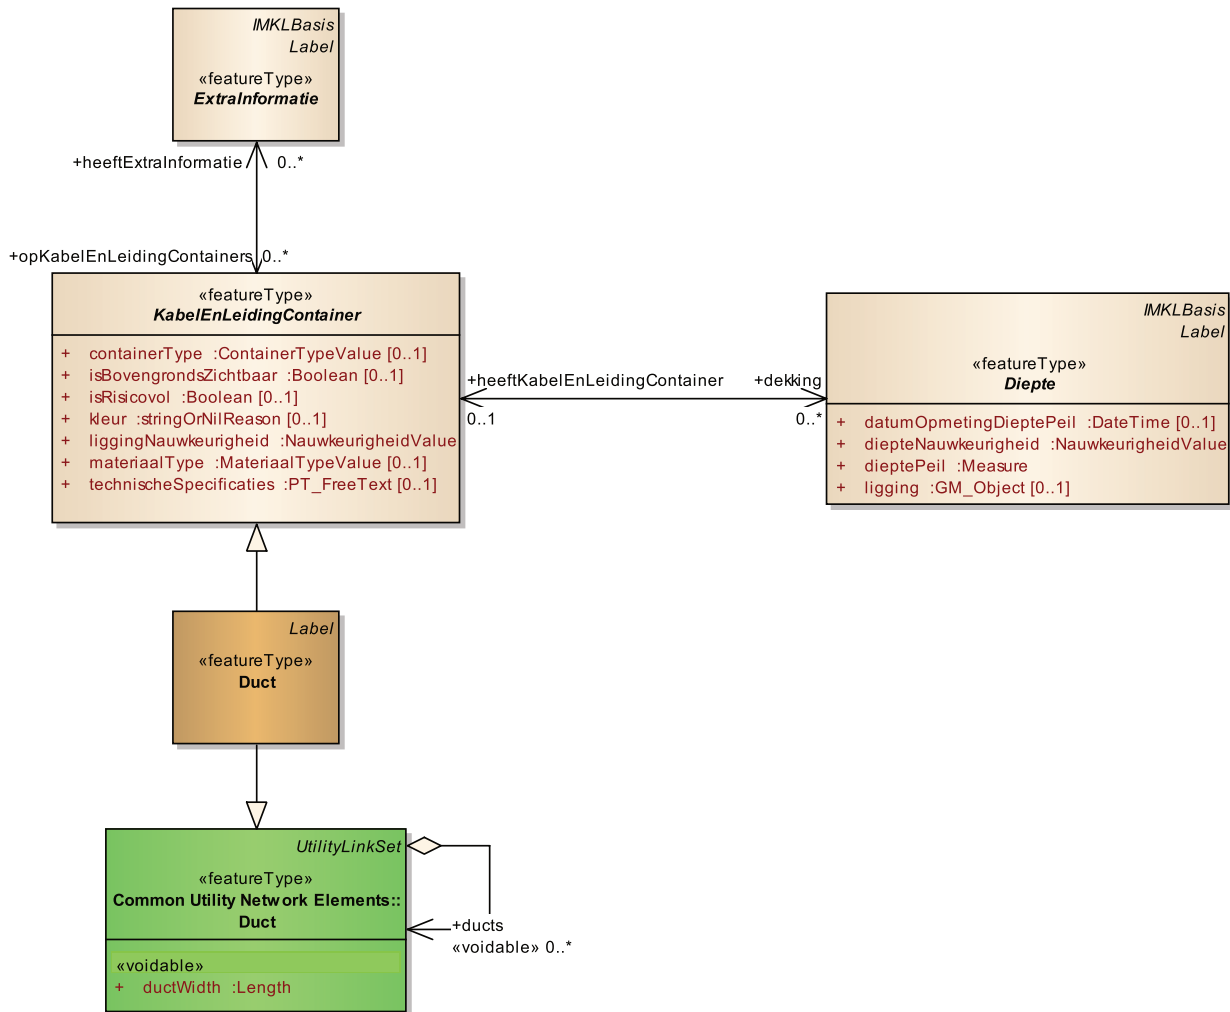 IMKLBasis
Label
«featureType»
ExtraInformatie
+heeftExtraInformatie 0..*
+opKabelEnLeidingContainers 0..*
«featureType»
KabelEnLeidingContainer
+ containerType :ContainerTypeValue [0..1]
+ isBovengrondsZichtbaar :Boolean [0..1]
+ isRisicovol :Boolean [0..1]
+ kleur :stringOrNilReason [0..1]
+ liggingNauwkeurigheid :NauwkeurigheidValue
+ materiaalType :MateriaalTypeValue [0..1]
+ technischeSpecificaties :PT_FreeText [0..1]
+heeftKabelEnLeidingContainer +dekking
0..1 0..*
IMKLBasis
Label
«featureType»
Diepte
+ datumOpmetingDieptePeil :DateTime [0..1]
+ diepteNauwkeurigheid :NauwkeurigheidValue
+ dieptePeil :Measure
+ ligging :GM_Object [0..1]
Label
«featureType»
Duct
UtilityLinkSet
«featureType»
Common Utility Network Elements::
Duct
«voidable»
+ ductWidth :Length
+ducts
«voidable» 0..*